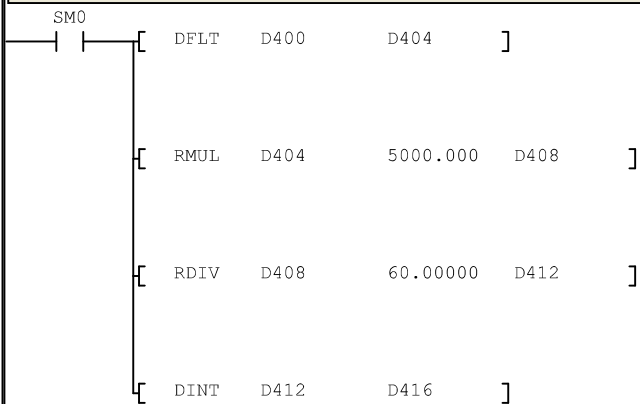 SM0
DFLT D400 D404
RMUL D404 5000.000 D408
RDIV D408 60.00000 D412
DINT D412 D416